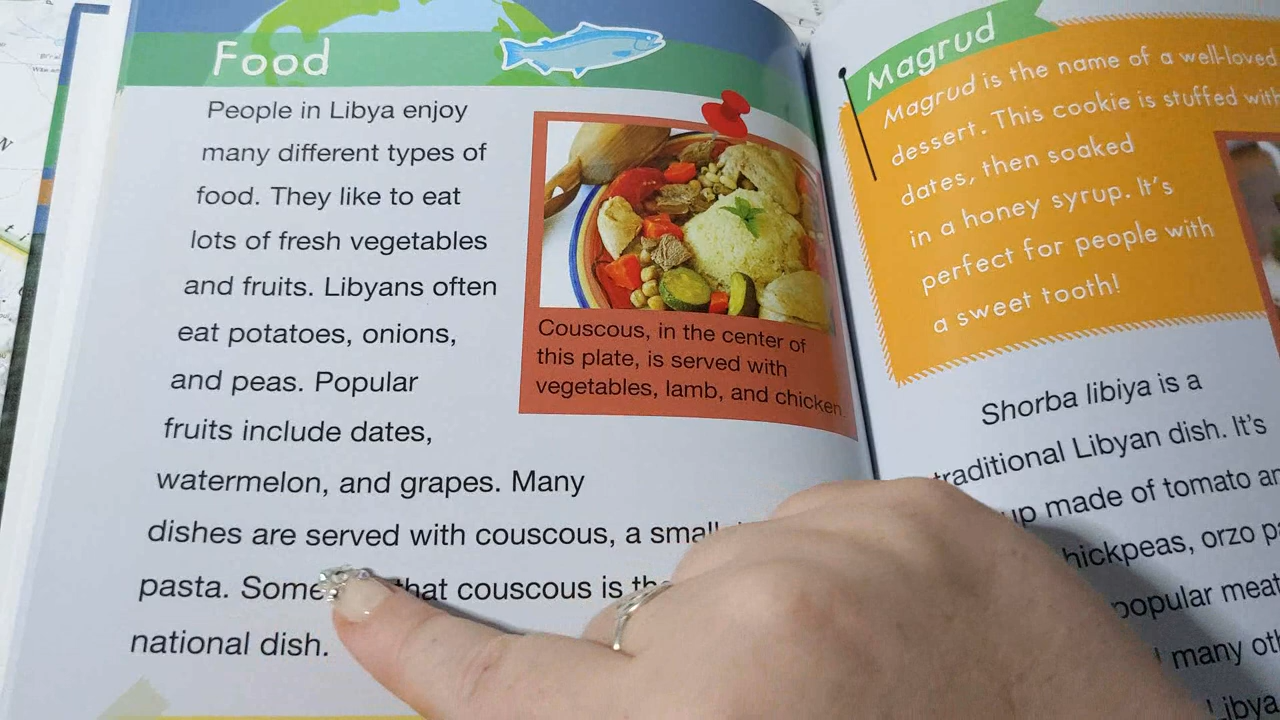 Food
People in Libya enjoy
many different types of
food. They like to eat
lots of fresh vegetables
and fruits. Libyans often
eat potatoes, onions,
and peas. Popular
fruits include dates,
watermelon, and grapes. Many
dishes are served with couscous, a small
pasta. Some that couscous is the
national dish.
Couscous, in the center of
this plate, is served with
vegetables, lamb, and chicken.
Magrud
Magrud is the name of a well-loved
dessert. This cookie is stuffed with
dates, then soaked
in a honey syrup. It's
perfect for people with
a sweet tooth!
Shorba libiya is a
traditional Libyan dish. It's
made of tomato
chickpeas, orzo
popular meat
many
Libya